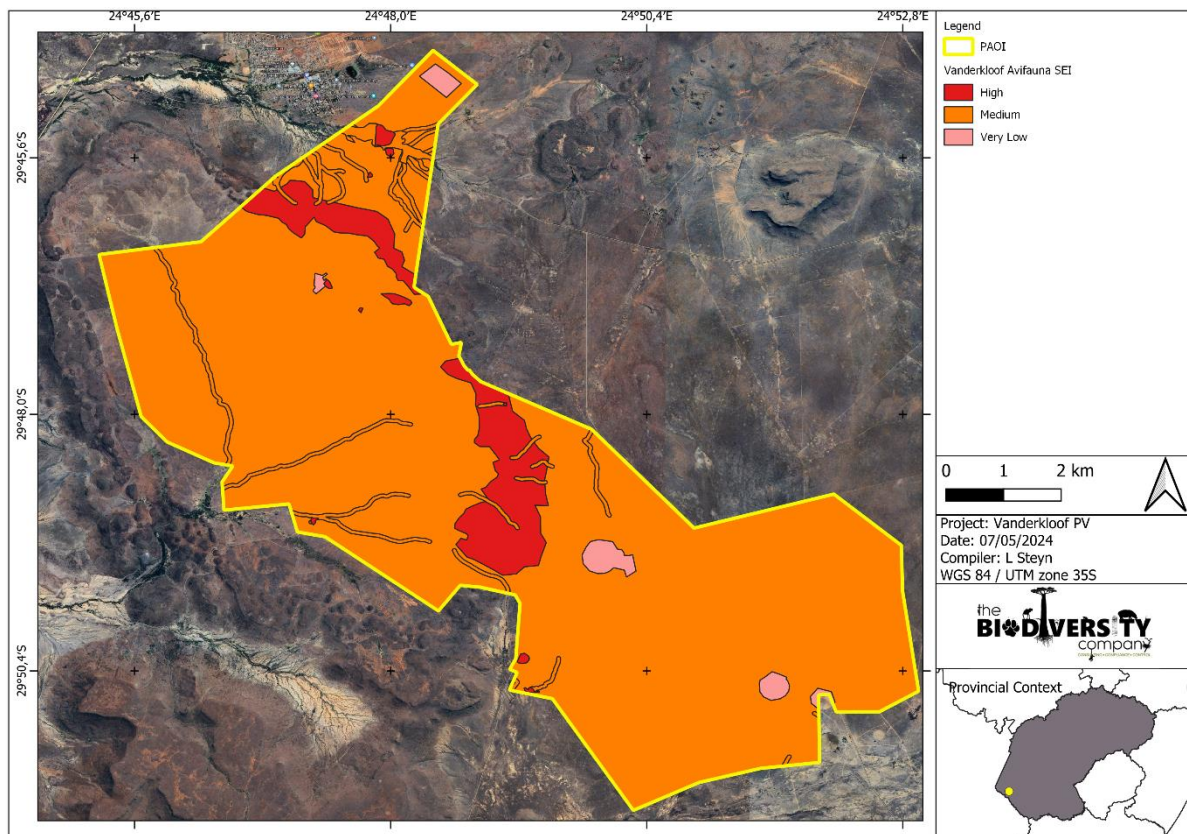 24°45,6'E
24°48,0'E
24°50,4'E
24°52,8'E
29°45,6'S
29°48,0'S
29°50,4'S
Legend
PAOI
Vanderkloof Avifauna SEI
High
Medium
Very Low
0 1 2 km
Project: Vanderkloof PV
Date: 07/05/2024
Compiler: L Steyn
WGS 84 / UTM zone 35S
the
BIODIVERSITY
company
Provincial Context